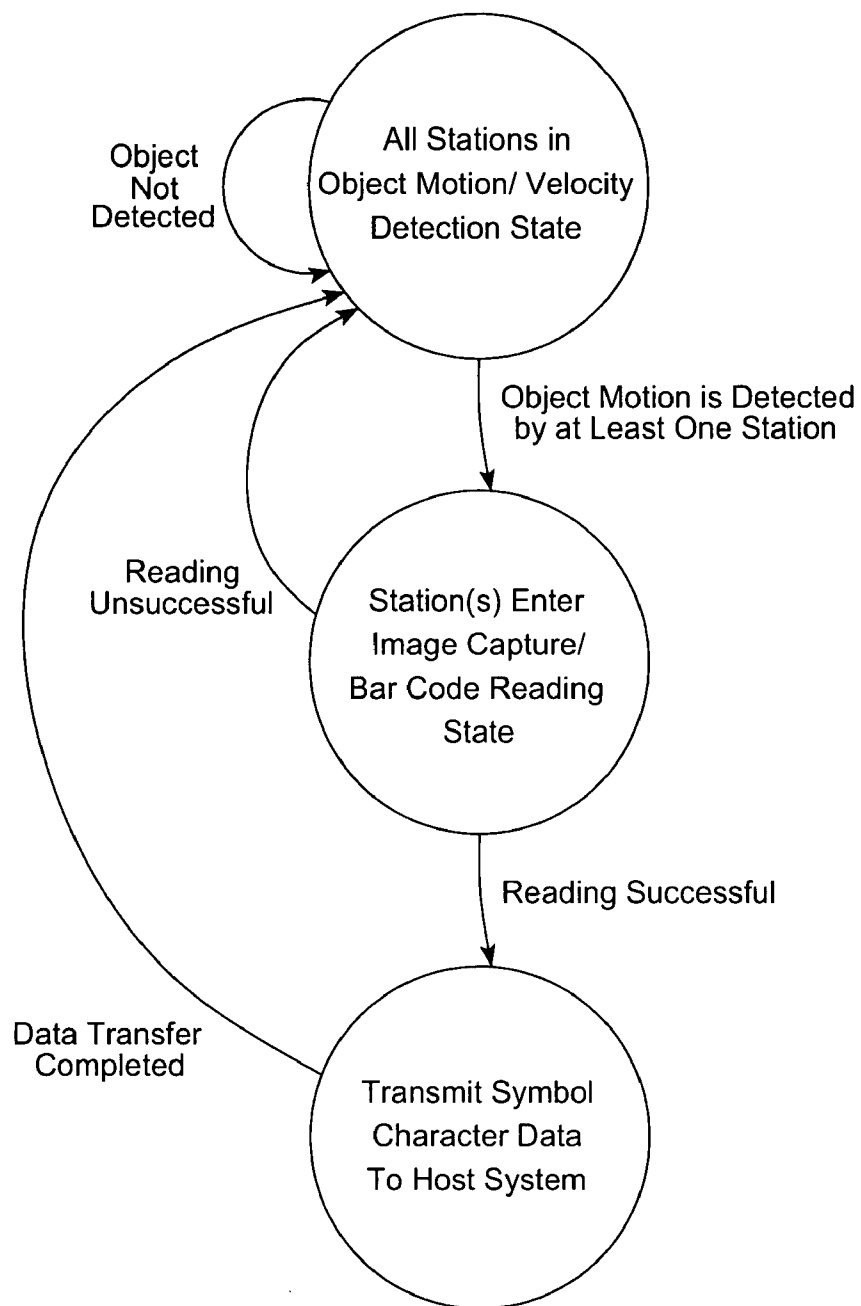 All Stations in
Object Motion/ Velocity
Detection State
Object
Not
Detected
Object Motion is Detected
by at Least One Station
Reading
Unsuccessful
Station(s) Enter
Image Capture/
Bar Code Reading
State
Reading Successful
Data Transfer
Completed
Transmit Symbol
Character Data
To Host System